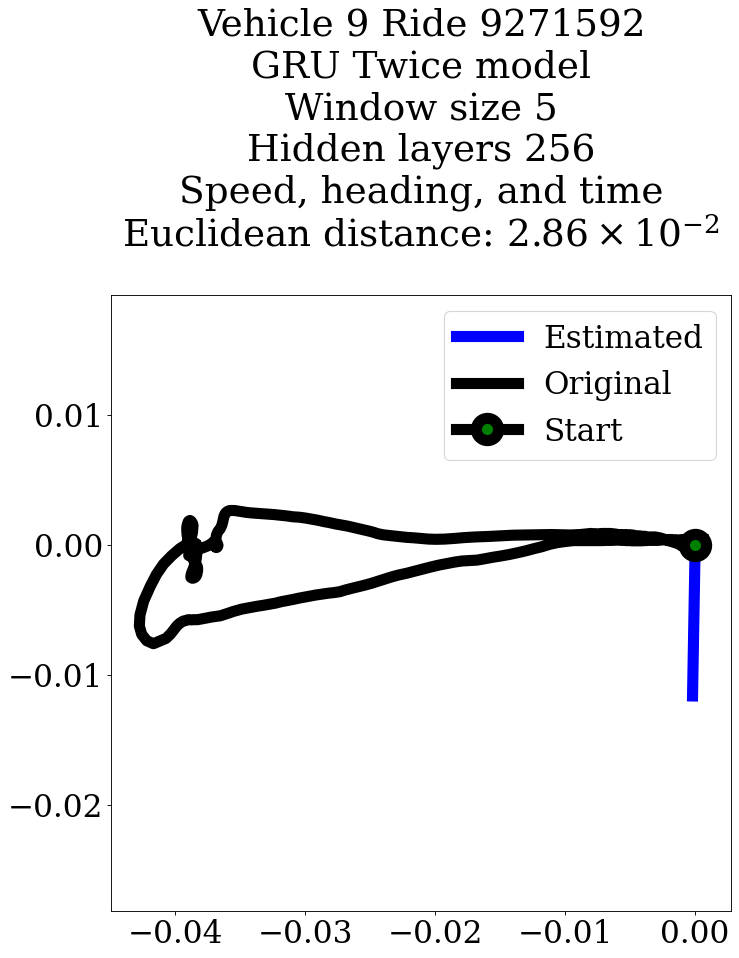 Vehicle 9 Ride 9271592
GRU Twice model
Window size 5
Hidden layers 256
Speed, heading, and time
Euclidean distance: 2.86 × 10⁻²
Estimated
Original
Start
0.01
0.00
−0.01
−0.02
−0.04 −0.03 −0.02 −0.01 0.00